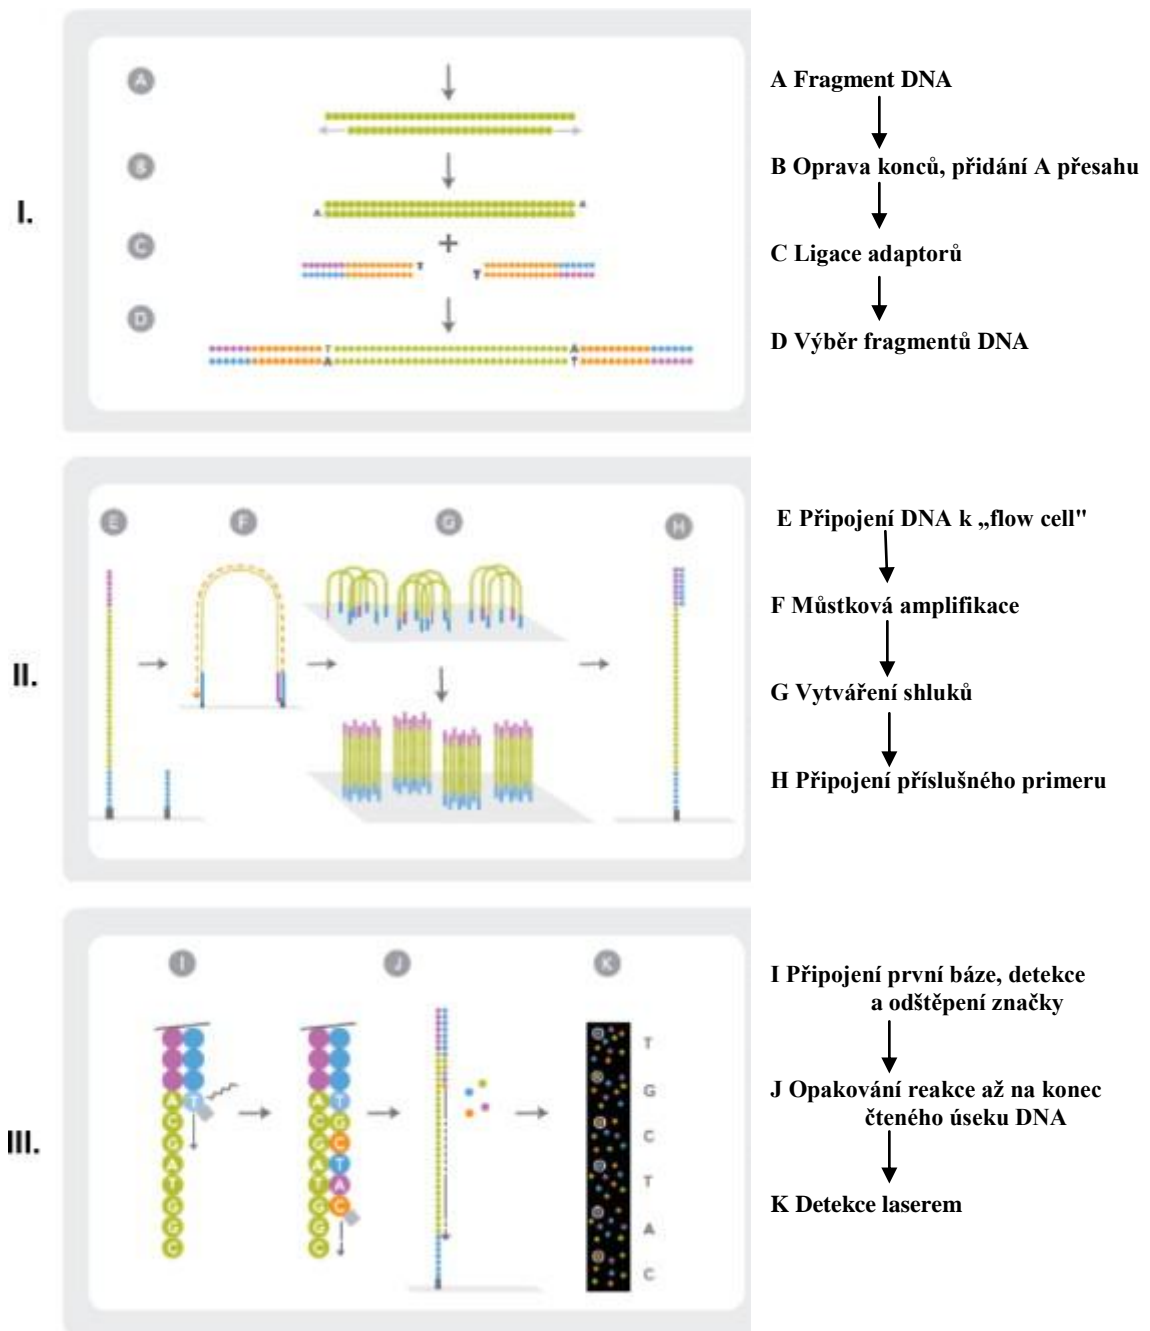 I.
A
A Fragment DNA
B
B Oprava konců, přidání A přesahu
A
A
C
T
T
C Ligace adaptorů
D
T
A
A
T
D Výběr fragmentů DNA
II.
E
F
G
H
E Připojení DNA k „flow cell"
F Můstková amplifikace
G Vytváření shluků
H Připojení příslušného primeru
III.
I
J
K
I Připojení první báze, detekce
a odštěpení značky
J Opakování reakce až na konec
čteného úseku DNA
K Detekce laserem
A T
C
G
A
T
G
G
C
A T
C G
G C
A T
T A
G C
G
C
T
G
C
T
A
C